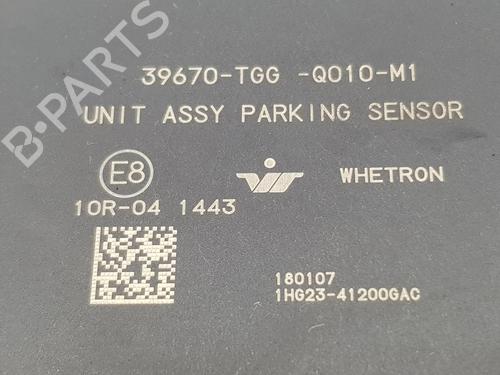 B-PARTS
39670-TGG -Q010-M1
UNIT ASSY PARKING SENSOR
E8
WHETRON
10R-04 1443
180107
1HG23-41200GAC